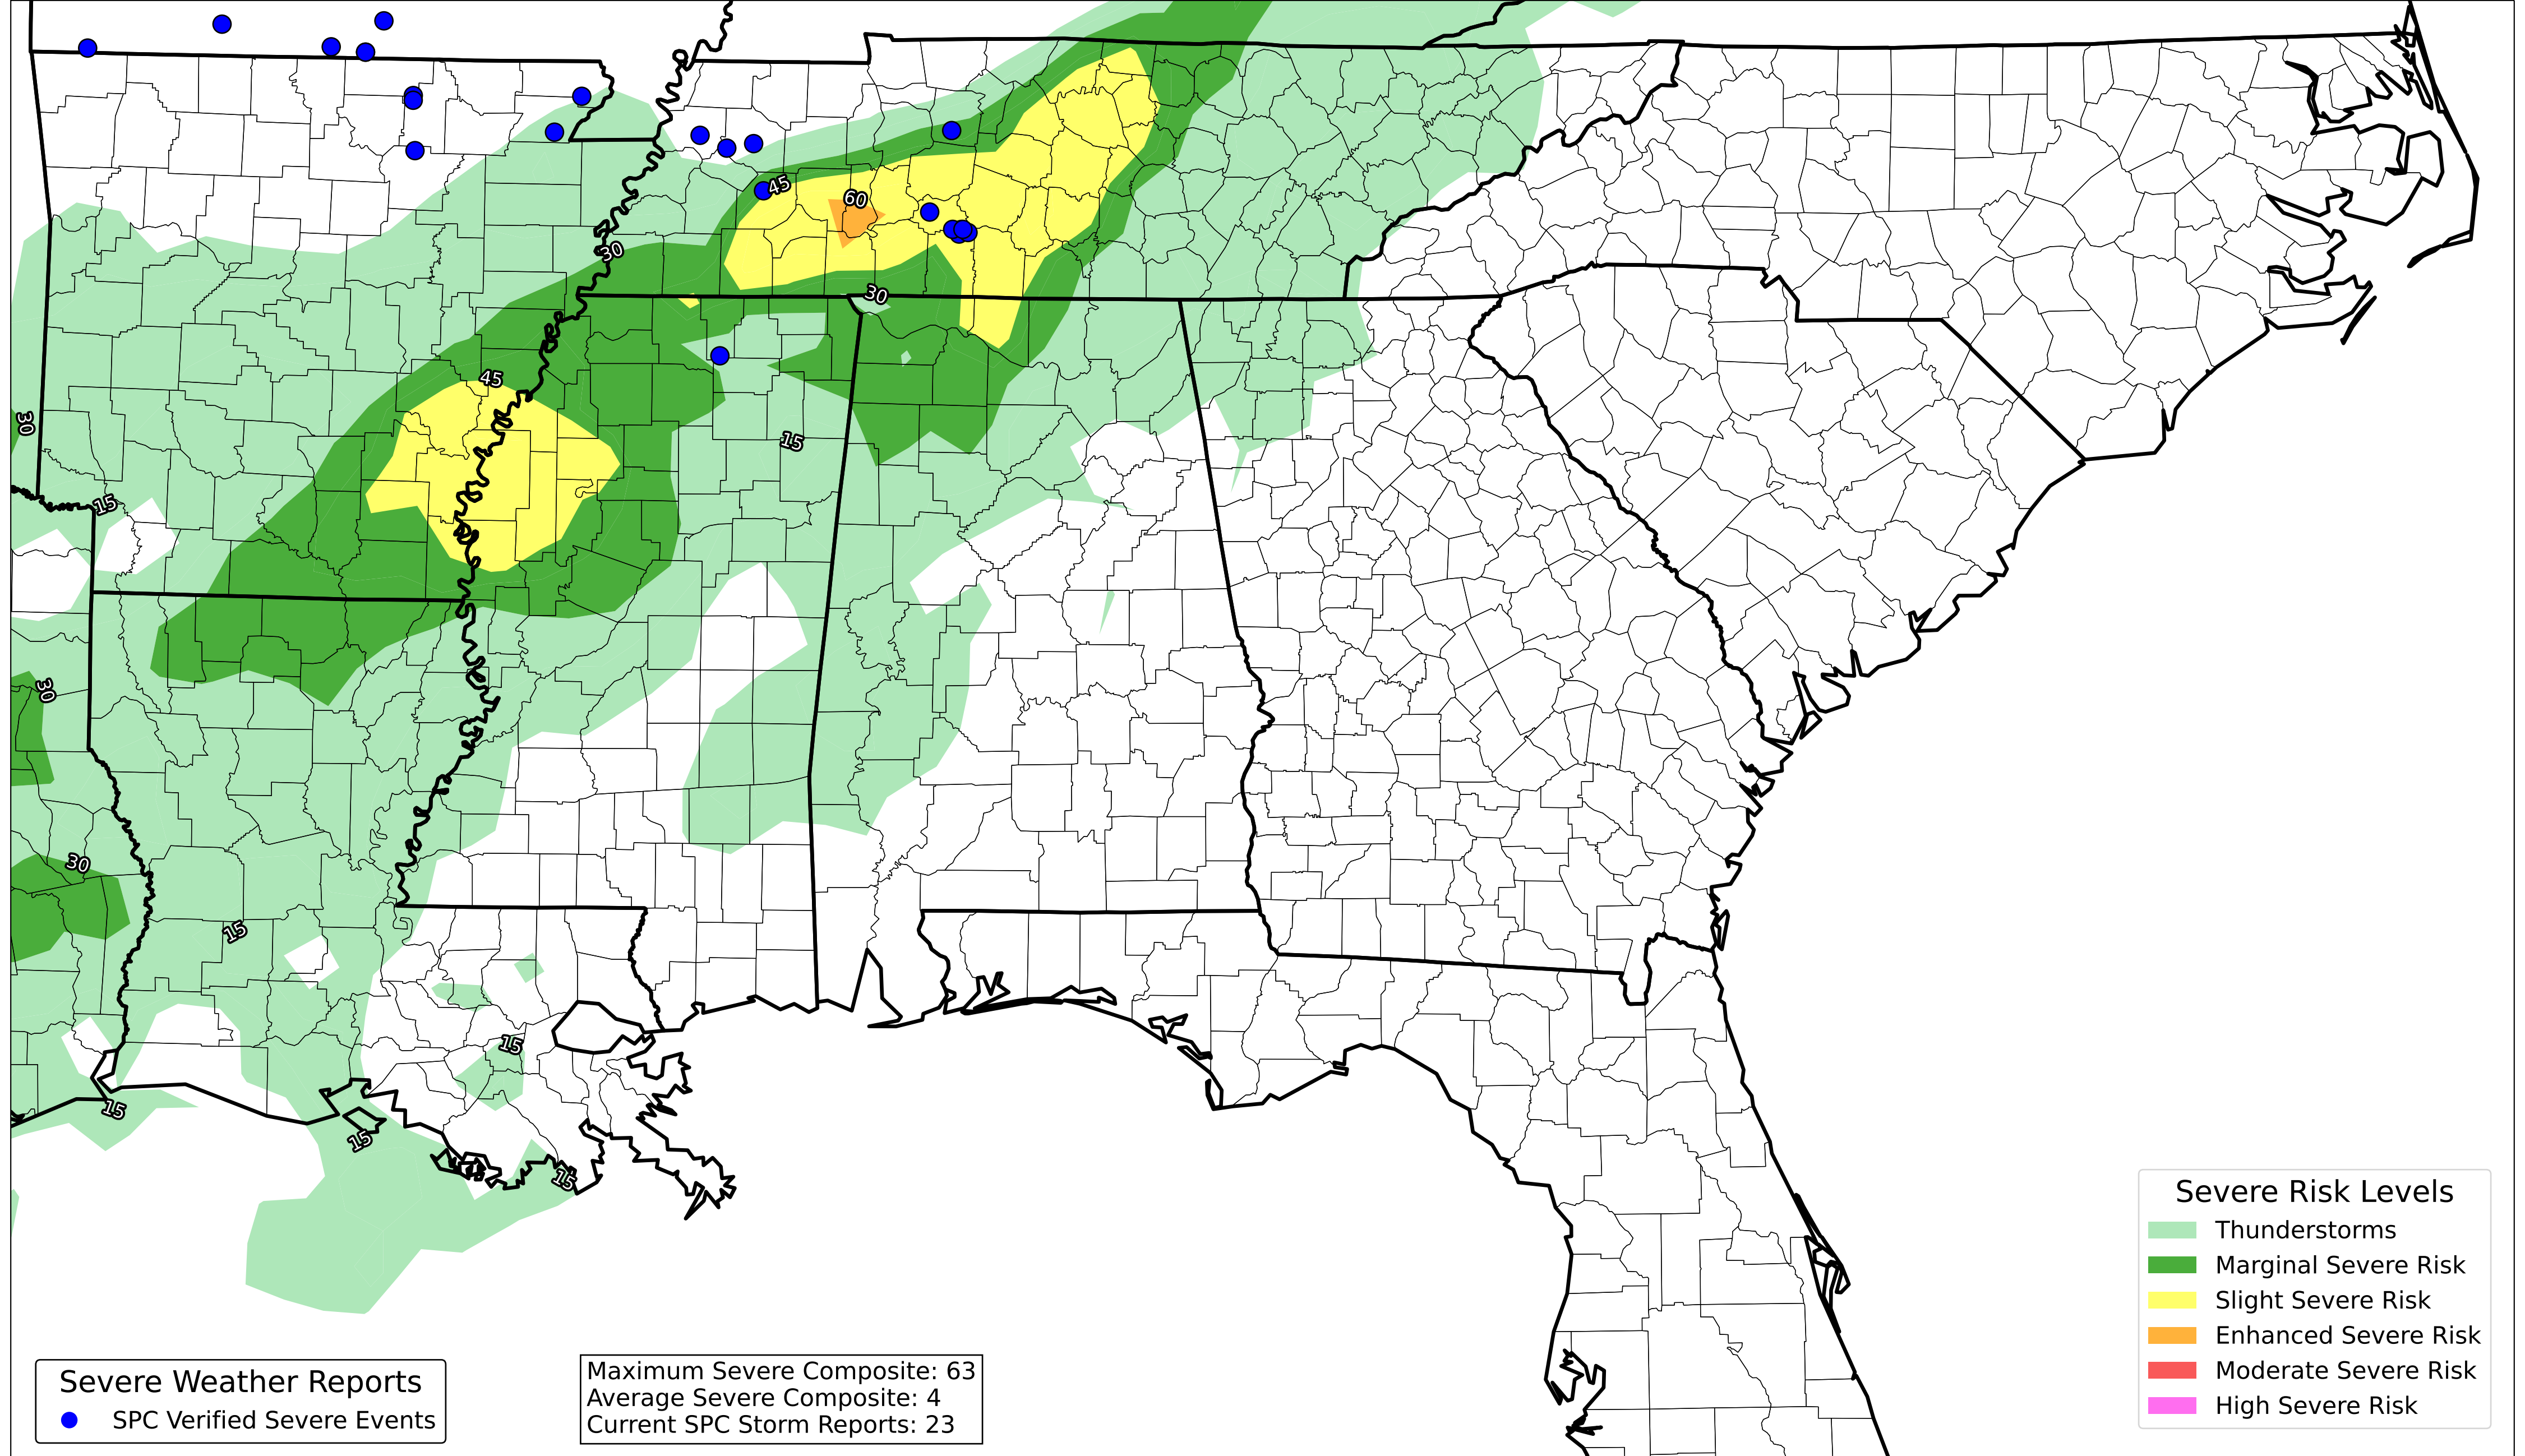 45
60
30
30
45
30
15
15
30
30
15
15
15
15
15
Severe Risk Levels
Thunderstorms
Marginal Severe Risk
Slight Severe Risk
Enhanced Severe Risk
Moderate Severe Risk
High Severe Risk
Severe Weather Reports
SPC Verified Severe Events
Maximum Severe Composite: 63
Average Severe Composite: 4
Current SPC Storm Reports: 23